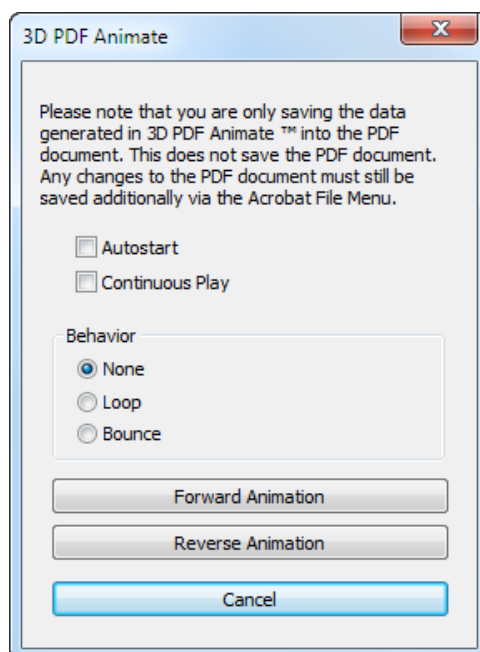 3D PDF Animate
Please note that you are only saving the data
generated in 3D PDF Animate ™ into the PDF
document. This does not save the PDF document.
Any changes to the PDF document must still be
saved additionally via the Acrobat File Menu.
Autostart
Continuous Play
Behavior
None
Loop
Bounce
Forward Animation
Reverse Animation
Cancel